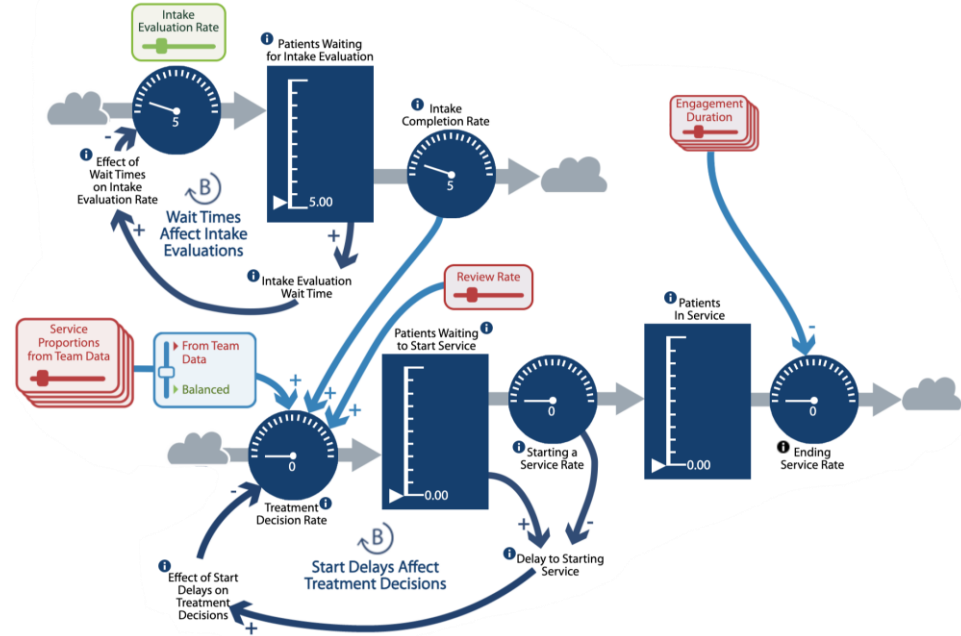 Intake
Evaluation Rate
5
-
Effect of
Wait Times
on Intake
Evaluation Rate
B
Wait Times
Affect Intake
Evaluations
+
Patients Waiting
for Intake Evaluation
5.00
+
Intake Evaluation
Wait Time
Intake
Completion Rate
5
Engagement
Duration
-
Review Rate
Service
Proportions
from Team Data
From Team
Data
Balanced
+
+
+
0
Treatment
Decision Rate
-
Patients Waiting
to Start Service
0.00
0
Starting a
Service Rate
Patients
In Service
0.00
0
Ending
Service Rate
+
-
Delay to Starting
Service
B
Start Delays Affect
Treatment Decisions
Effect of Start
Delays on
Treatment
Decisions
+